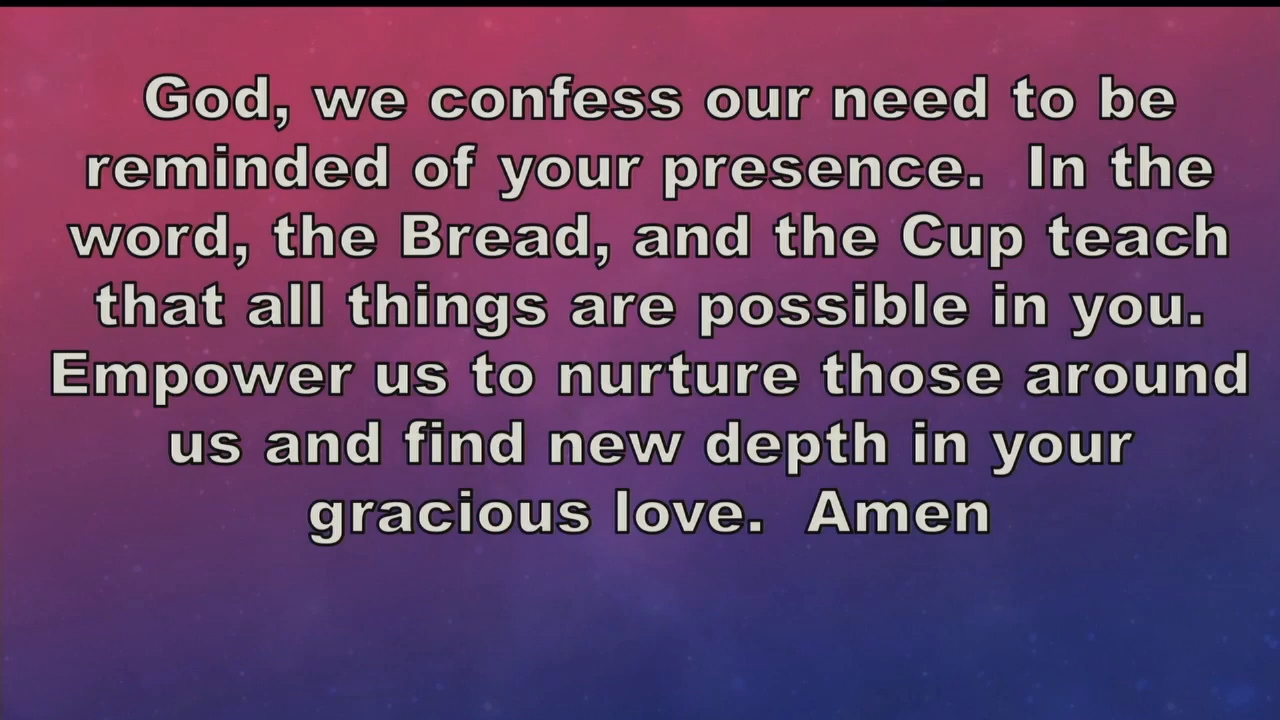 God, we confess our need to be
reminded of your presence.  In the
word, the Bread, and the Cup teach
that all things are possible in you.
Empower us to nurture those around
us and find new depth in your
gracious love.  Amen